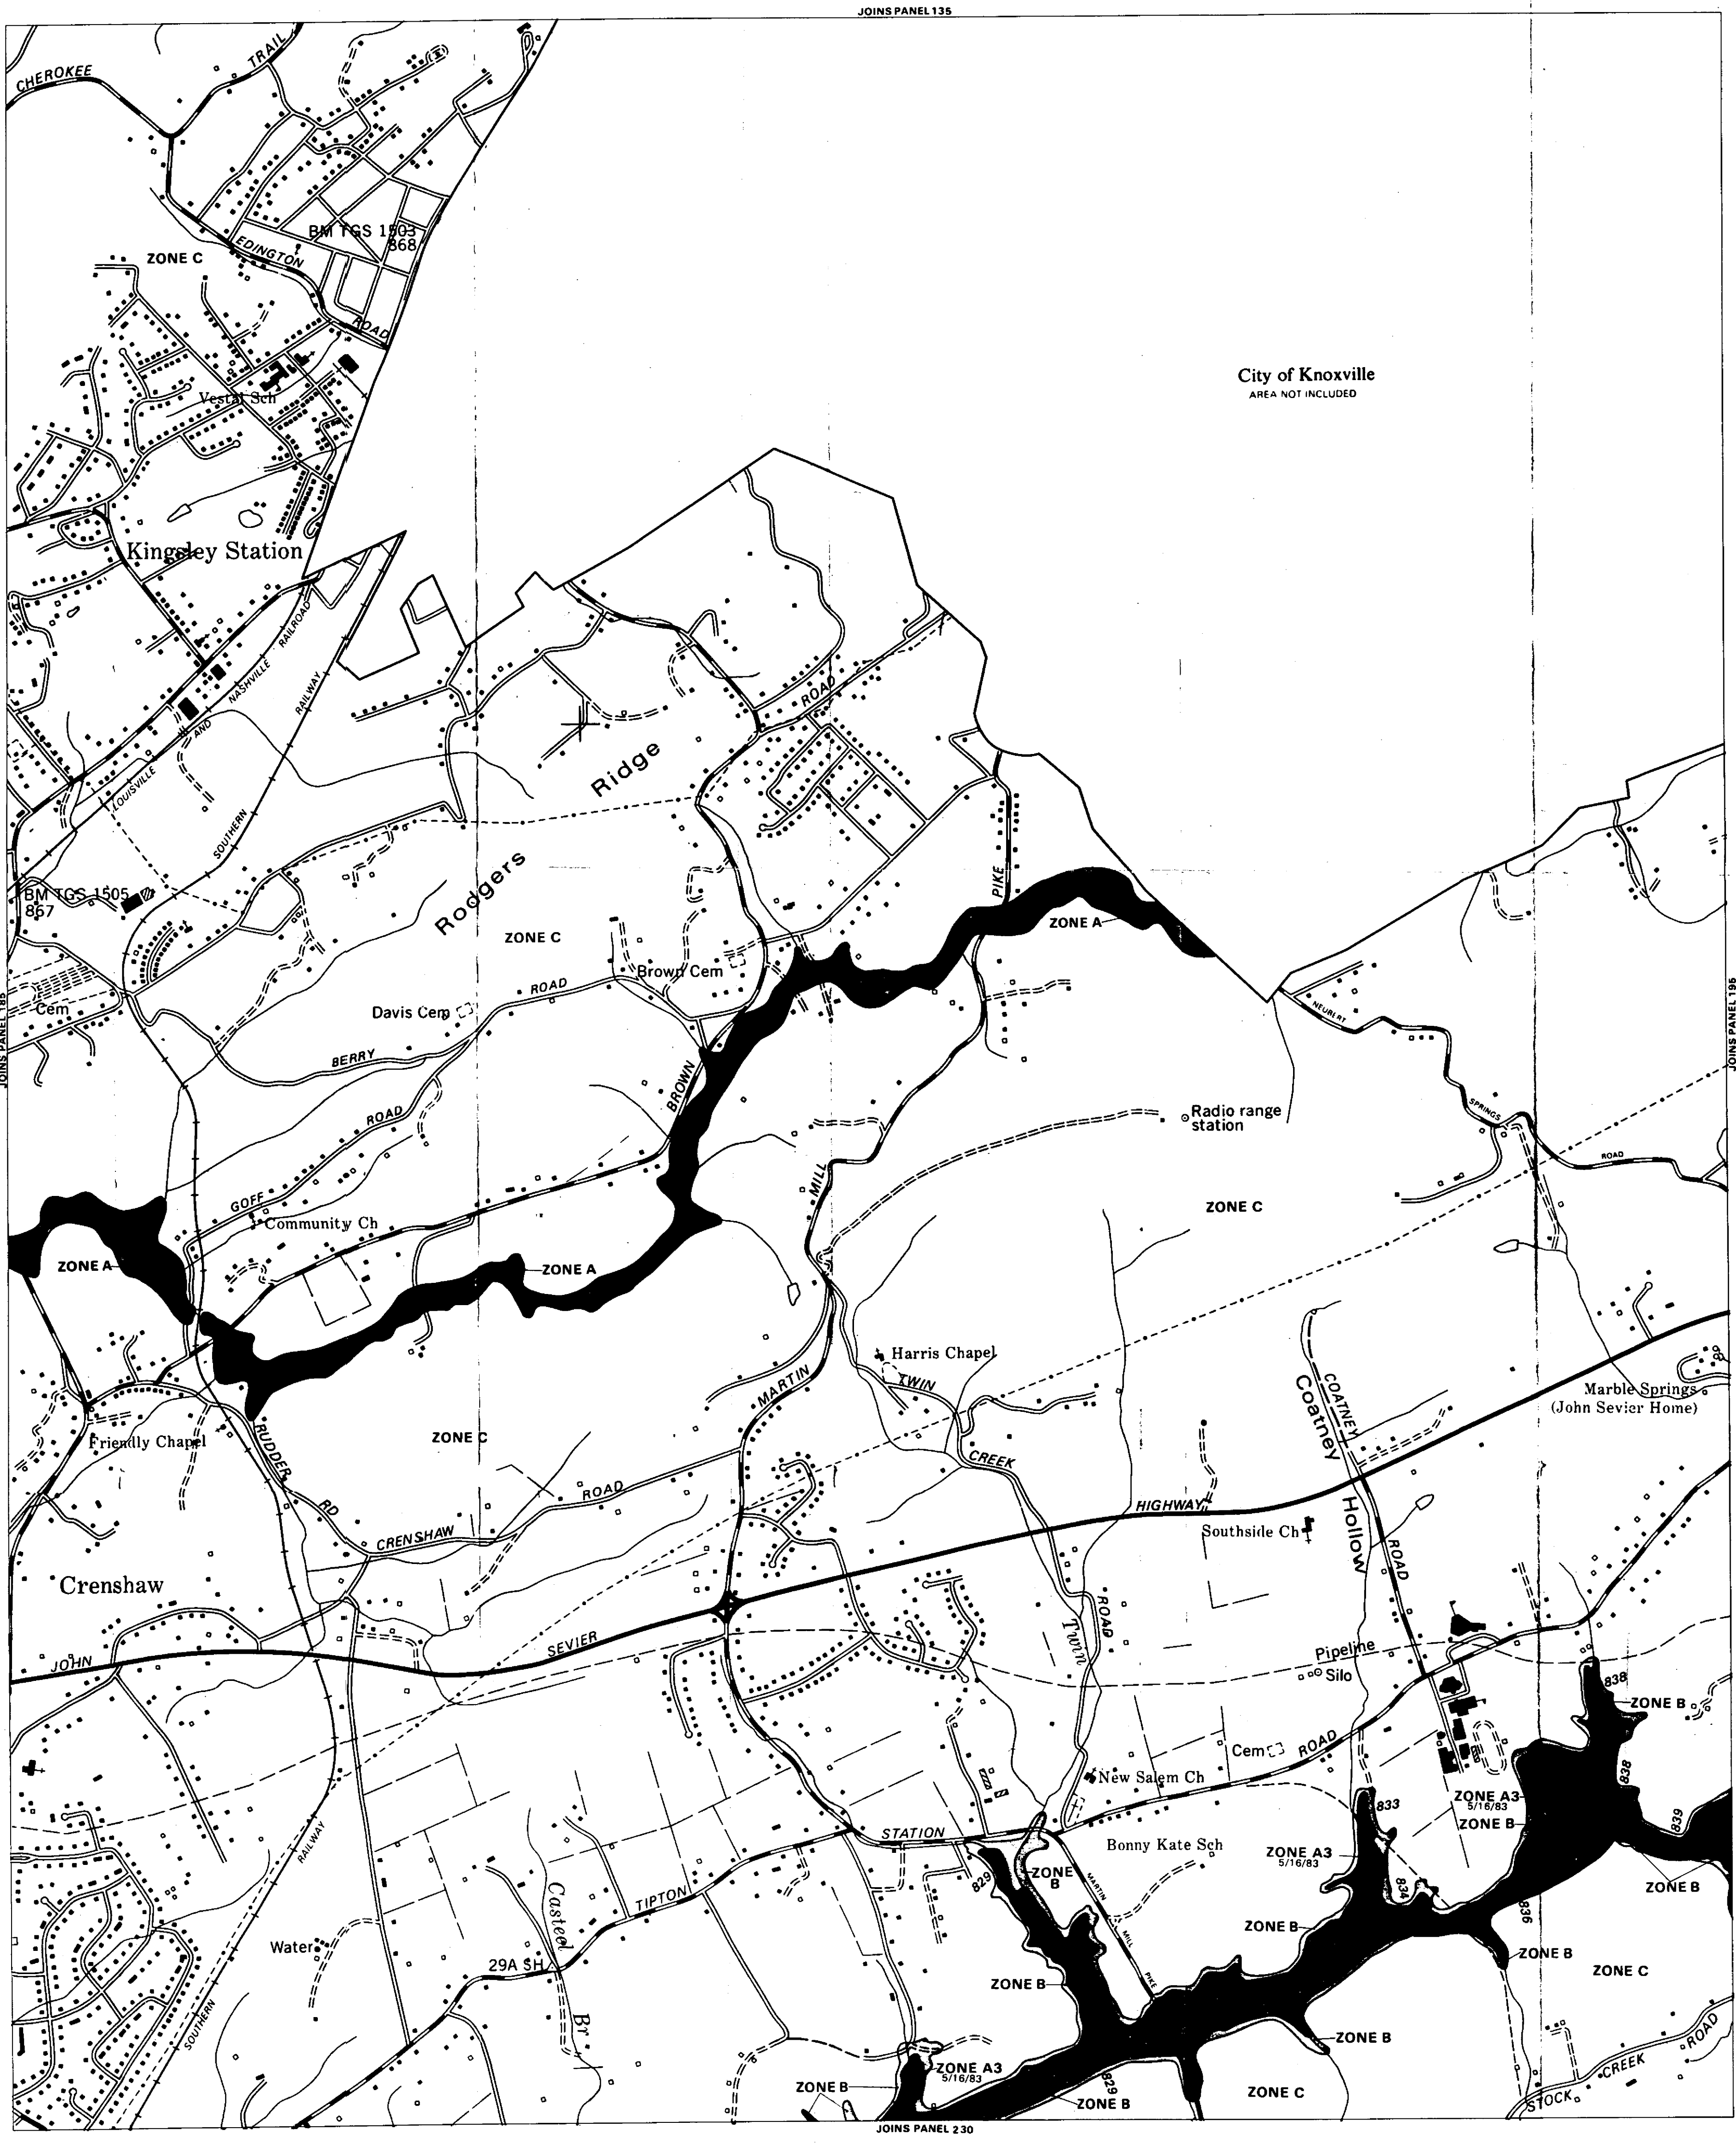 JOINS PANEL 135
CHEROKEE
TRAIL
BM TGS 1503
868
EDINGTON
ROAD
ZONE C
City of Knoxville
AREA NOT INCLUDED
Vestal Sch
Kingsley Station
LOUISVILLE
AND
NASHVILLE
RAILROAD
SOUTHERN
RAILWAY
ROAD
Rodgers
Ridge
BM TGS 1505
867
PIKE
ZONE A
ZONE C
Brown Cem
ROAD
Davis Cem
Cem
JOINS PANEL 185
JOINS PANEL 195
NEUBERT
BERRY
BROWN
ROAD
Radio range
station
SPRINGS
ROAD
MILL
GOFF
Community Ch
ZONE C
ZONE A
ZONE A
Harris Chapel
TWIN
MARTIN
COATNEY
Coatney
Marble Springs
(John Sevier Home)
Friendly Chapel
RUDDER
RD
ZONE C
CREEK
ROAD
CRENSHAW
HIGHWAY
Southside Ch
Hollow
ROAD
Crenshaw
ROAD
Twin
JOHN
SEVIER
Pipeline
Silo
838
ZONE B
Cem
ROAD
New Salem Ch
838
ZONE A3
5/16/83
833
ZONE B
839
STATION
Bonny Kate Sch
ZONE A3
5/16/83
RAILWAY
829
ZONE
B
MARTIN
MILL
PIKE
834
ZONE B
TIPTON
Casteel
Br
836
ZONE B
Water
29A SH
ZONE B
ZONE B
ZONE C
SOUTHERN
ZONE B
ROAD
CREEK
STOCK
ZONE A3
5/16/83
ZONE B
829
ZONE B
ZONE C
JOINS PANEL 230